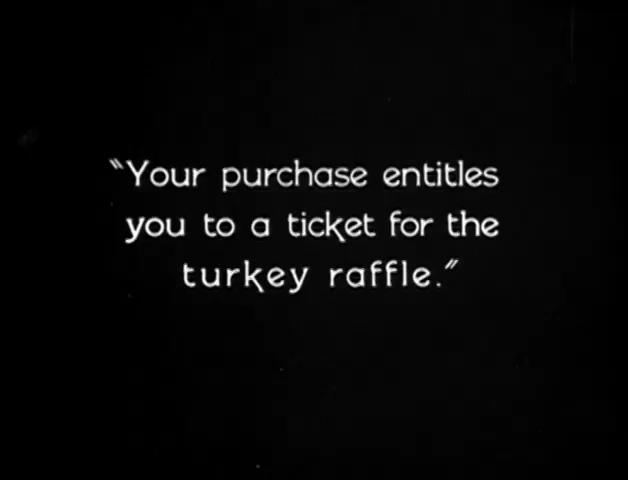 "Your purchase entitles
you to a ticket for the
turkey raffle."